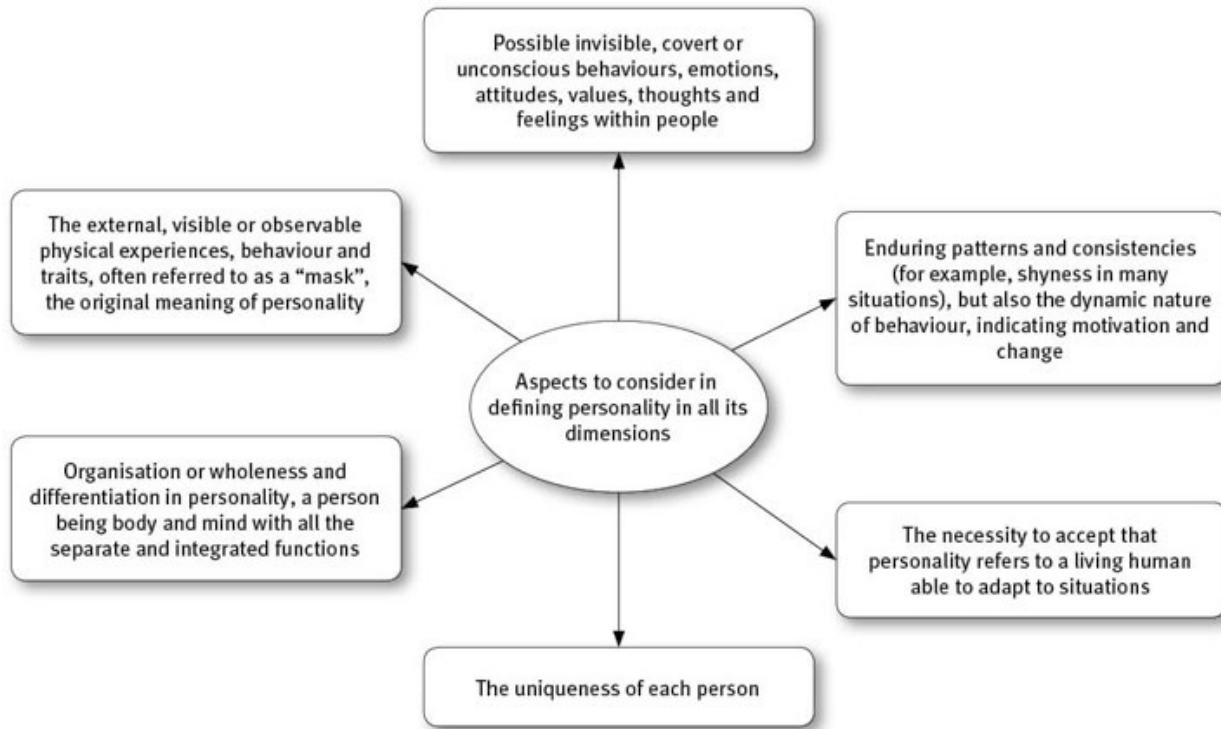 Possible invisible, covert or
unconscious behaviours, emotions,
attitudes, values, thoughts and
feelings within people
The external, visible or observable
physical experiences, behaviour and
traits, often referred to as a “mask”,
the original meaning of personality
Enduring patterns and consistencies
(for example, shyness in many
situations), but also the dynamic nature
of behaviour, indicating motivation and
change
Aspects to consider in
defining personality in all its
dimensions
Organisation or wholeness and
differentiation in personality, a person
being body and mind with all the
separate and integrated functions
The necessity to accept that
personality refers to a living human
able to adapt to situations
The uniqueness of each person